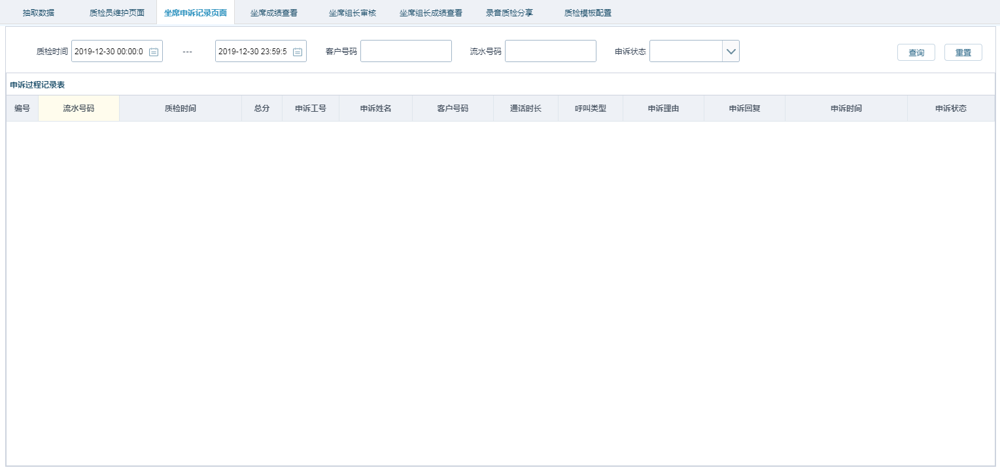 抽取数据 质检员维护页面 坐席申诉记录页面 坐席成绩查看 坐席组长审核 坐席组长成绩查看 录音质检分享 质检模板配置
质检时间 2019-12-30 00:00:0 --- 2019-12-30 23:59:5 客户号码 流水号码 申诉状态 查询 重置
申诉过程记录表
编号 流水号码 质检时间 总分 申诉工号 申诉姓名 客户号码 通话时长 呼叫类型 申诉理由 申诉回复 申诉时间 申诉状态